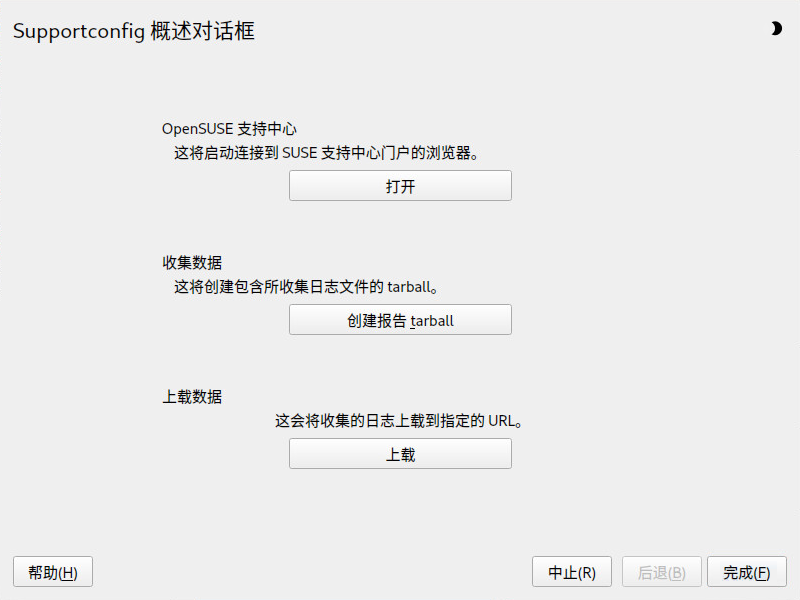 Supportconfig 概述对话框
OpenSUSE 支持中心
这将启动连接到 SUSE 支持中心门户的浏览器。
打开
收集数据
这将创建包含所收集日志文件的 tarball。
创建报告 tarball
上载数据
这会将收集的日志上载到指定的 URL。
上载
帮助(H) 中止(R) 后退(B) 完成(F)